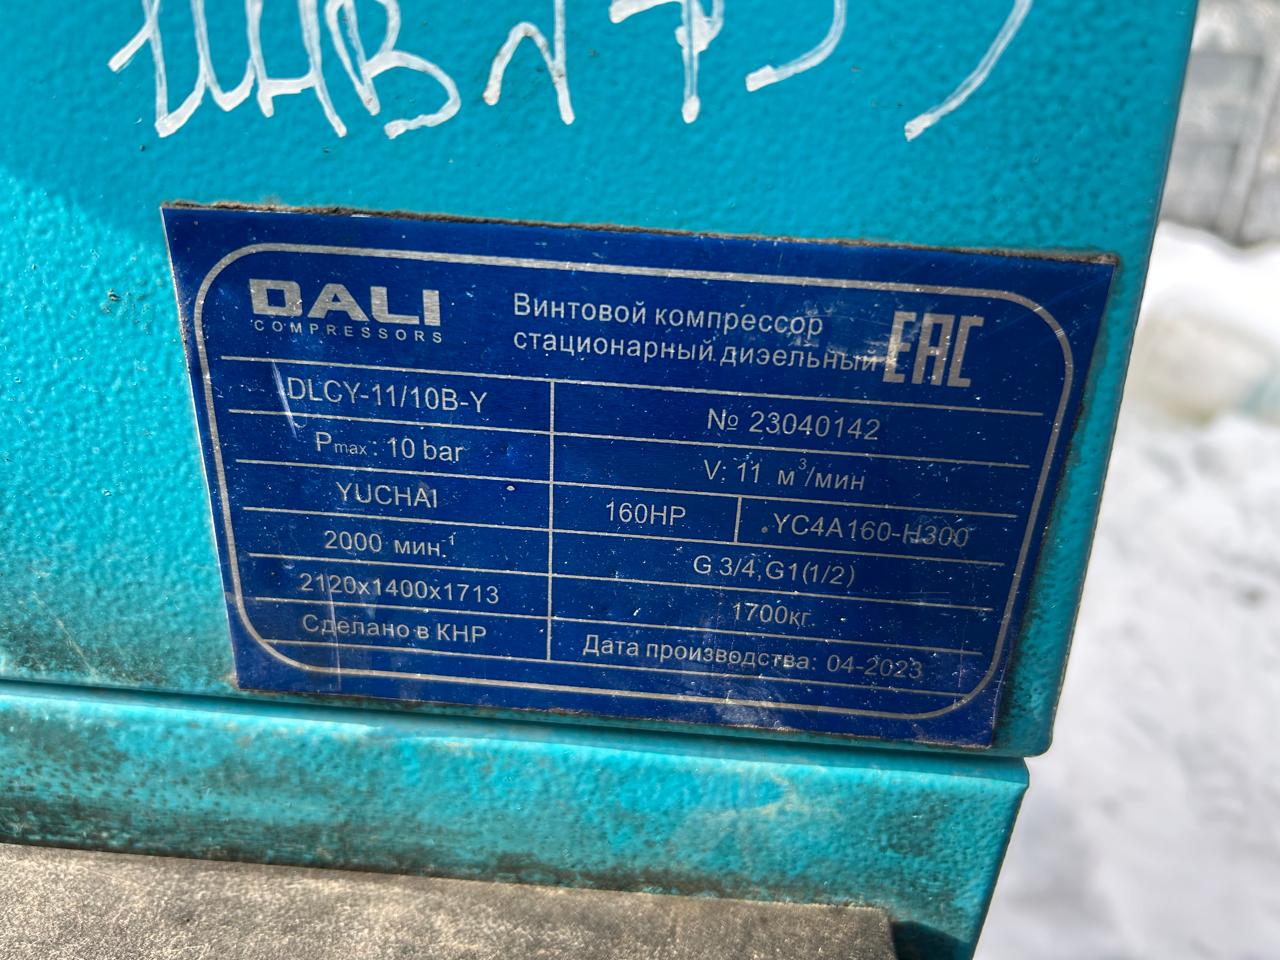 DALI
COMPRESSORS
Винтовой компрессор
стационарный дизельный
EAC
DLCY-11/10B-Y
№ 23040142
Pmax : 10 bar
V: 11 м³/мин
YUCHAI
160HP
YC4A160-H300
2000 мин.¹
G 3/4,G1(1/2)
2120x1400x1713
1700кг.
Сделано в КНР
Дата производства: 04-2023